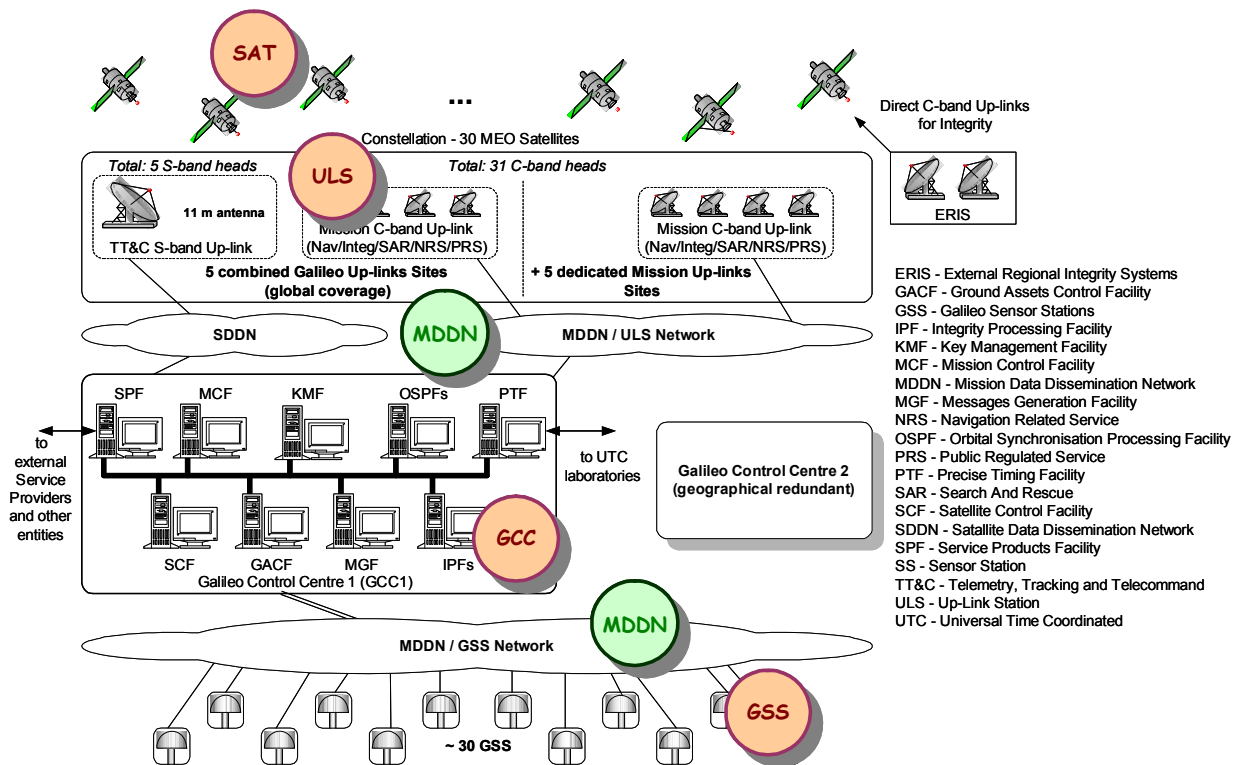 SAT
...
Direct C-band Up-links
for Integrity
Constellation - 30 MEO Satellites
Total: 5 S-band heads
ULS
Total: 31 C-band heads
11 m antenna
TT&C S-band Up-link
Mission C-band Up-link
(Nav/Integ/SAR/NRS/PRS)
Mission C-band Up-link
(Nav/Integ/SAR/NRS/PRS)
ERIS
5 combined Galileo Up-links Sites
(global coverage)
+ 5 dedicated Mission Up-links
Sites
SDDN
MDDN
MDDN / ULS Network
SPF
MCF
KMF
OSPFs
PTF
to
external
Service
Providers
and other
entities
to UTC
laboratories
Galileo Control Centre 2
(geographical redundant)
SCF
GACF
MGF
IPFs
GCC
Galileo Control Centre 1 (GCC1)
MDDN / GSS Network
MDDN
GSS
~ 30 GSS
ERIS - External Regional Integrity Systems
GACF - Ground Assets Control Facility
GSS - Galileo Sensor Stations
IPF - Integrity Processing Facility
KMF - Key Management Facility
MCF - Mission Control Facility
MDDN - Mission Data Dissemination Network
MGF - Messages Generation Facility
NRS - Navigation Related Service
OSPF - Orbital Synchronisation Processing Facility
PRS - Public Regulated Service
PTF - Precise Timing Facility
SAR - Search And Rescue
SCF - Satellite Control Facility
SDDN - Satallite Data Dissemination Network
SPF - Service Products Facility
SS - Sensor Station
TT&C - Telemetry, Tracking and Telecommand
ULS - Up-Link Station
UTC - Universal Time Coordinated